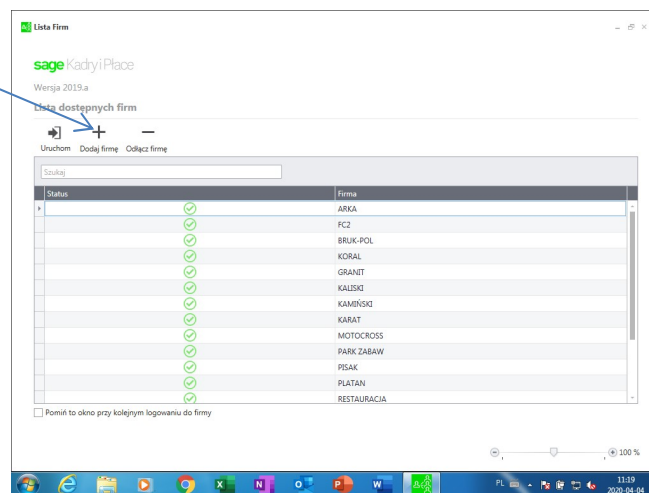 Lista Firm
sage Kadry i Płace
Wersja 2019.a
Lista dostępnych firm
Uruchom Dodaj firmę Odłącz firmę
Szukaj
Status Firma
ARKA
FC2
BRUK-POL
KORAL
GRANIT
KALISKI
KAMIŃSKI
KARAT
MOTOCROSS
PARK ZABAW
PISAK
PLATAN
RESTAURACJA
Pomiń to okno przy kolejnym logowaniu do firmy
100 %
PL 11:19
2020-04-04